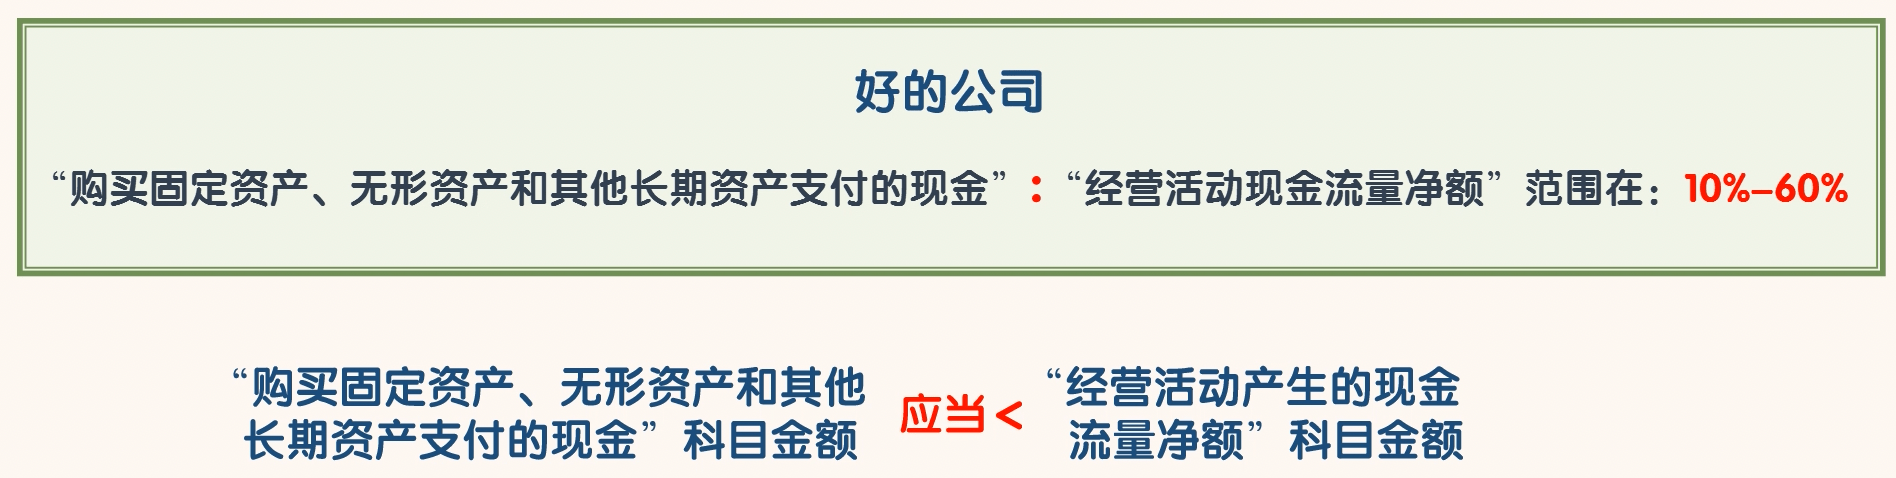 好的公司
“购买固定资产、无形资产和其他长期资产支付的现金”:“经营活动现金流量净额”范围在：10%–60%
“购买固定资产、无形资产和其他
长期资产支付的现金”科目金额
应当<
“经营活动产生的现金
流量净额”科目金额